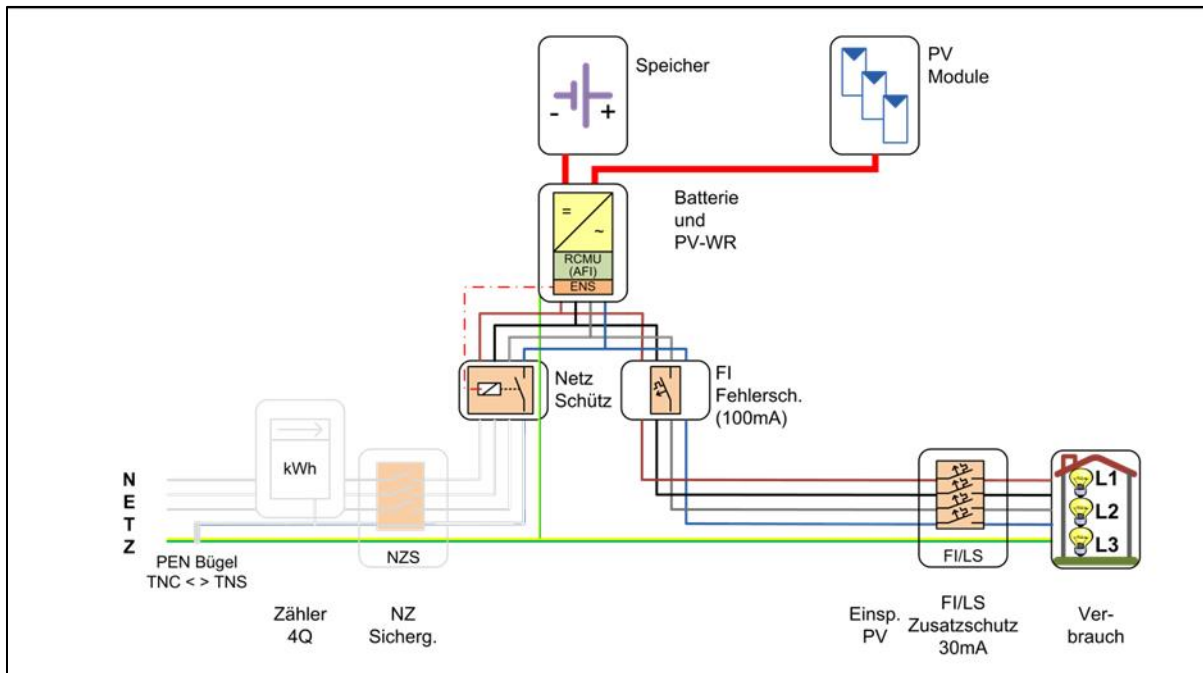 Speicher
- +
PV
Module
=
~
RCMU
(AFI)
ENS
Batterie
und
PV-WR
Netz
Schütz
FI
Fehlersch.
(100mA)
kWh
N
E
T
Z
NZS
PEN Bügel
TNC < > TNS
Zähler
4Q
NZ
Sicherg.
L1
L2
L3
FI/LS
Einsp.
PV
FI/LS
Zusatzschutz
30mA
Ver-
brauch